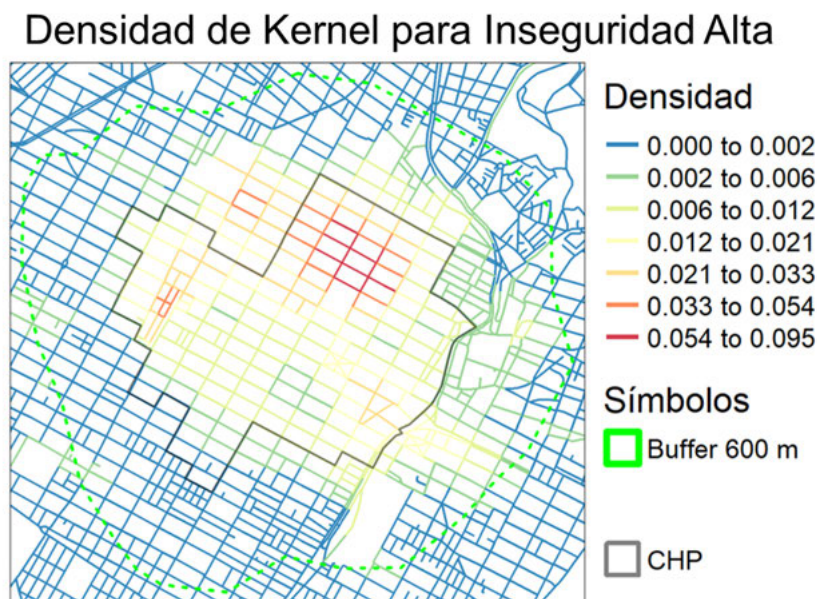 Densidad de Kernel para Inseguridad Alta
Densidad
0.000 to 0.002
0.002 to 0.006
0.006 to 0.012
0.012 to 0.021
0.021 to 0.033
0.033 to 0.054
0.054 to 0.095
Símbolos
Buffer 600 m
CHP